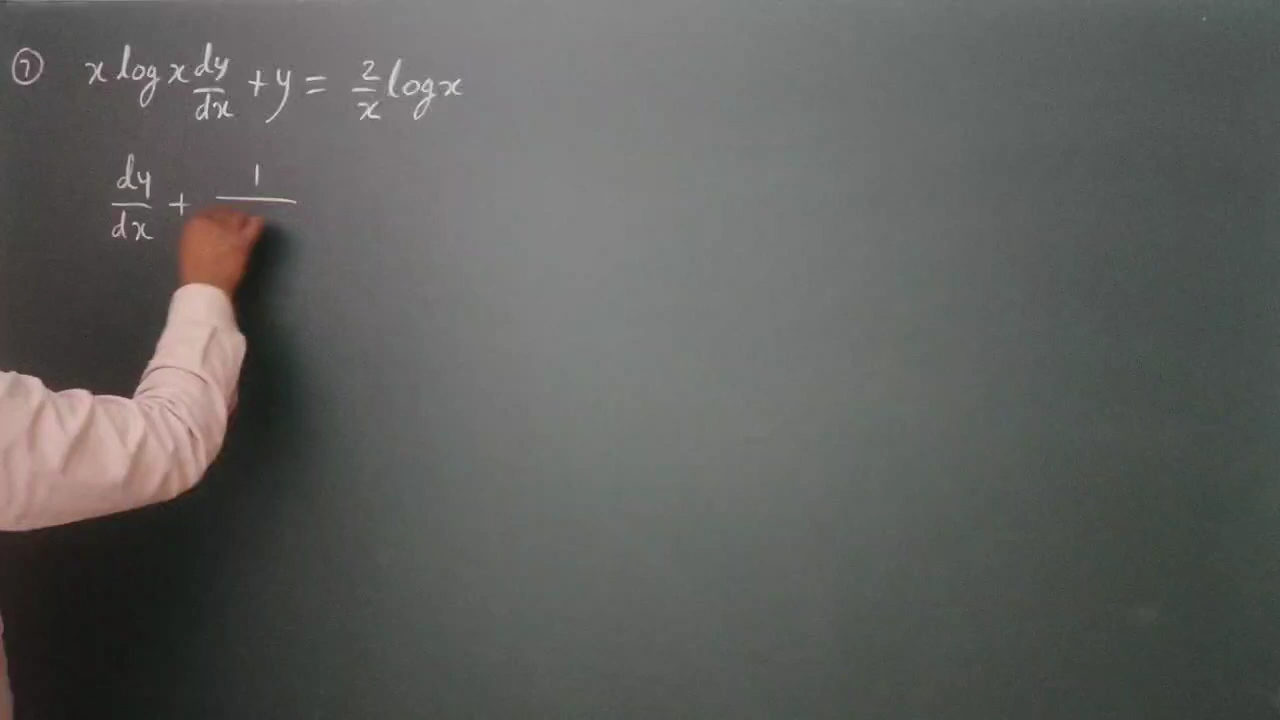 ⑦ x log x dy/dx + y = 2/x log x
dy/dx + 1/